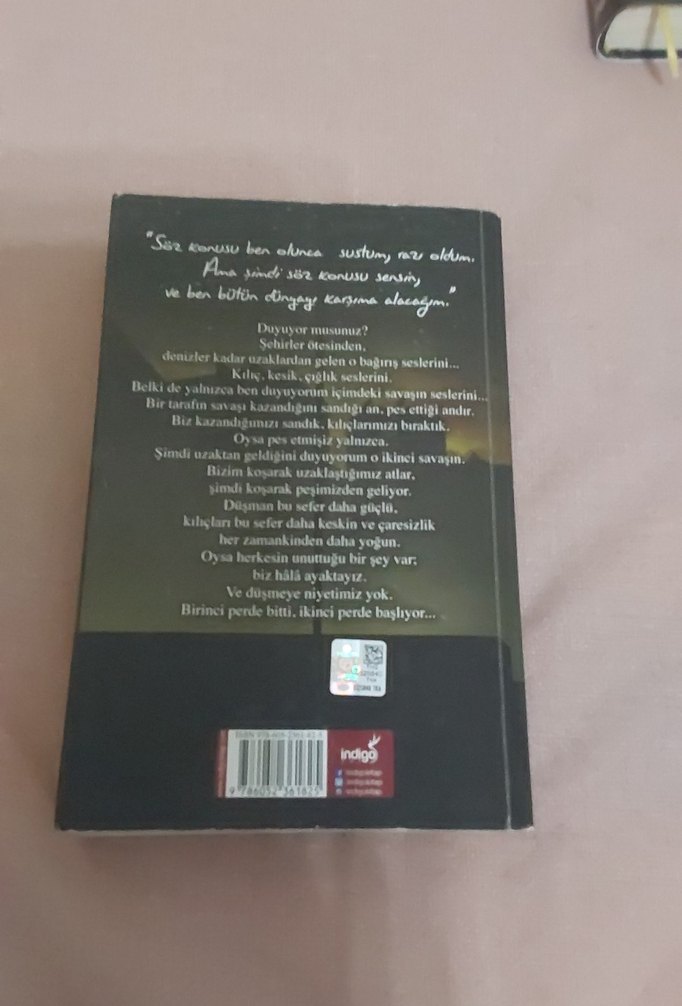 "Söz konusu ben olunca sustum, razı oldum.
Ama şimdi söz konusu sensin,
ve ben bütün dünyayı karşıma alacağım."
Duyuyor musunuz?
Şehirler ötesinden,
denizler kadar uzaklardan gelen o bağırış seslerini...
Kılıç, kesik, çığlık seslerini.
Belki de yalnızca ben duyuyorum içimdeki savaşın seslerini...
Bir tarafın savaşı kazandığını sandığı an, pes ettiği andır.
Biz kazandığımızı sandık, kılıçlarımızı bıraktık.
Oysa pes etmişiz yalnızca.
Şimdi uzaktan geldiğini duyuyorum o ikinci savaşın.
Bizim koşarak uzaklaştığımız atlar,
şimdi koşarak peşimizden geliyor.
Düşman bu sefer daha güçlü,
kılıçları bu sefer daha keskin ve çaresizlik
her zamankinden daha yoğun.
Oysa herkesin unuttuğu bir şey var;
biz hâlâ ayaktayız.
Ve düşmeye niyetimiz yok.
Birinci perde bitti, ikinci perde başlıyor...
indigo
9 786052 361825